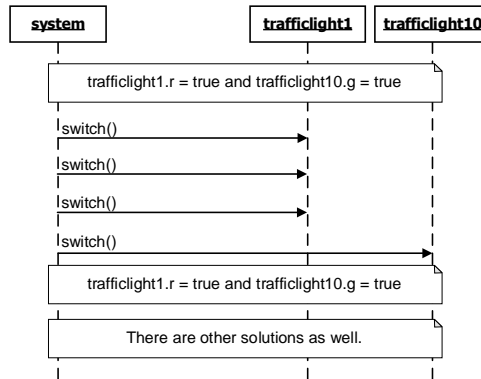 system
trafficlight1
trafficlight10
trafficlight1.r = true and trafficlight10.g = true
switch()
switch()
switch()
switch()
trafficlight1.r = true and trafficlight10.g = true
There are other solutions as well.